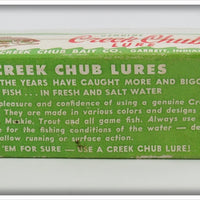 Creek Chub
LURE
CREEK CHUB BAIT CO. GARRETT, INDIANA
CREEK CHUB LURES
THE YEARS HAVE CAUGHT MORE AND BIGG
FISH... IN FRESH AND SALT WATER
pleasure and confidence of using a genuine Cr
They are made in various colors and designs
Muskie, Trout and all game fish. Always
for the fishing conditions of the water — de
llow running or surface action.
'EM FOR SURE — USE A CREEK CHUB LURE!